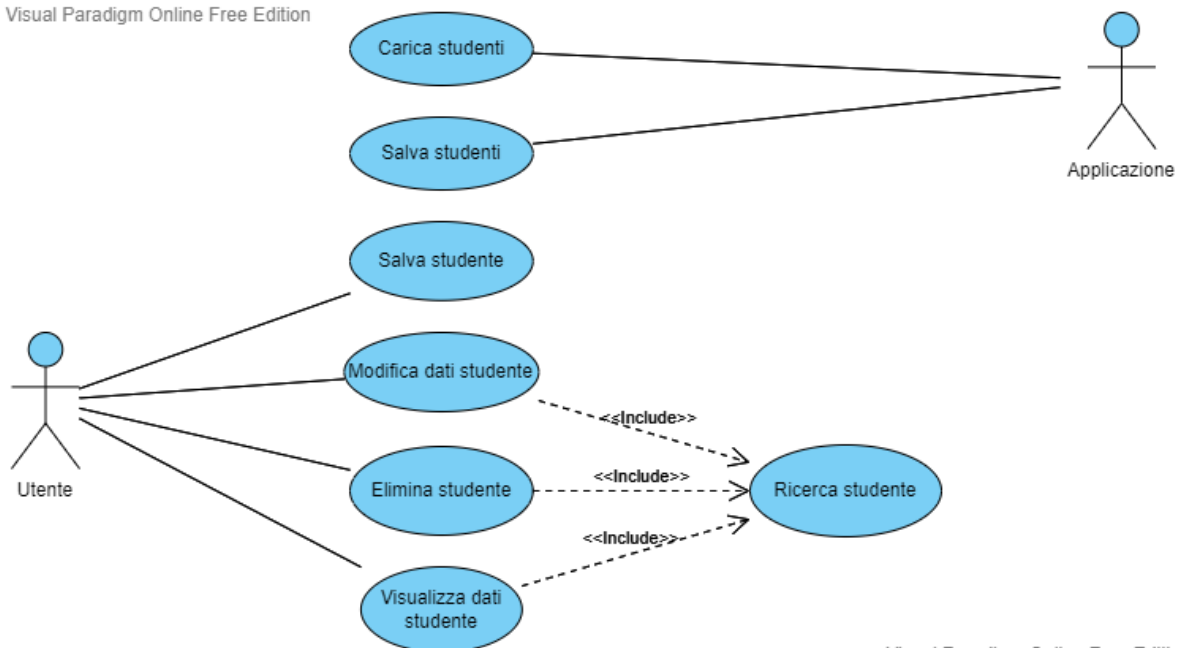 Visual Paradigm Online Free Edition
Carica studenti
Salva studenti
Applicazione
Salva studente
Modifica dati studente
<<Include>>
Elimina studente
<<Include>>
Ricerca studente
Utente
<<Include>>
Visualizza dati
studente